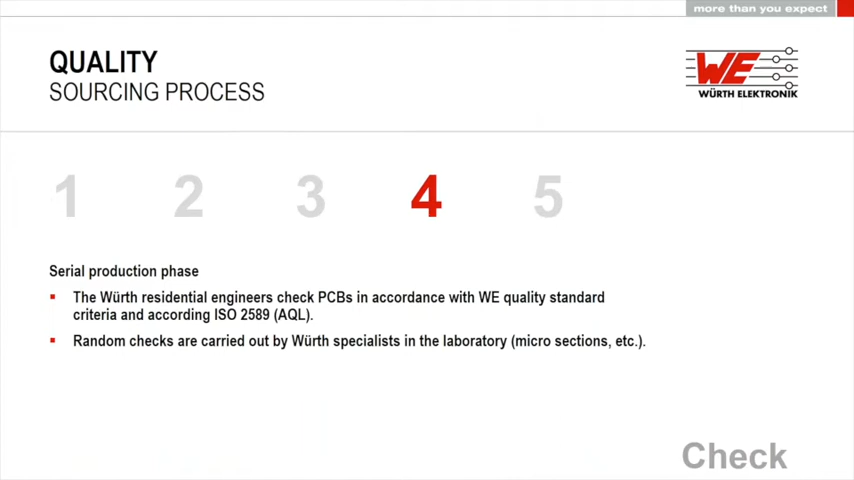 more than you expect
QUALITY
SOURCING PROCESS
WE
WÜRTH ELEKTRONIK
1 2 3 4 5
Serial production phase
The Würth residential engineers check PCBs in accordance with WE quality standard
criteria and according ISO 2589 (AQL).
Random checks are carried out by Würth specialists in the laboratory (micro sections, etc.).
Check